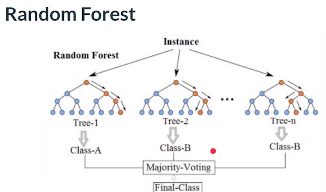 Random Forest
Instance
Random Forest
...
Tree-1 Tree-2 Tree-n
Class-A Class-B Class-B
Majority-Voting
Final-Class